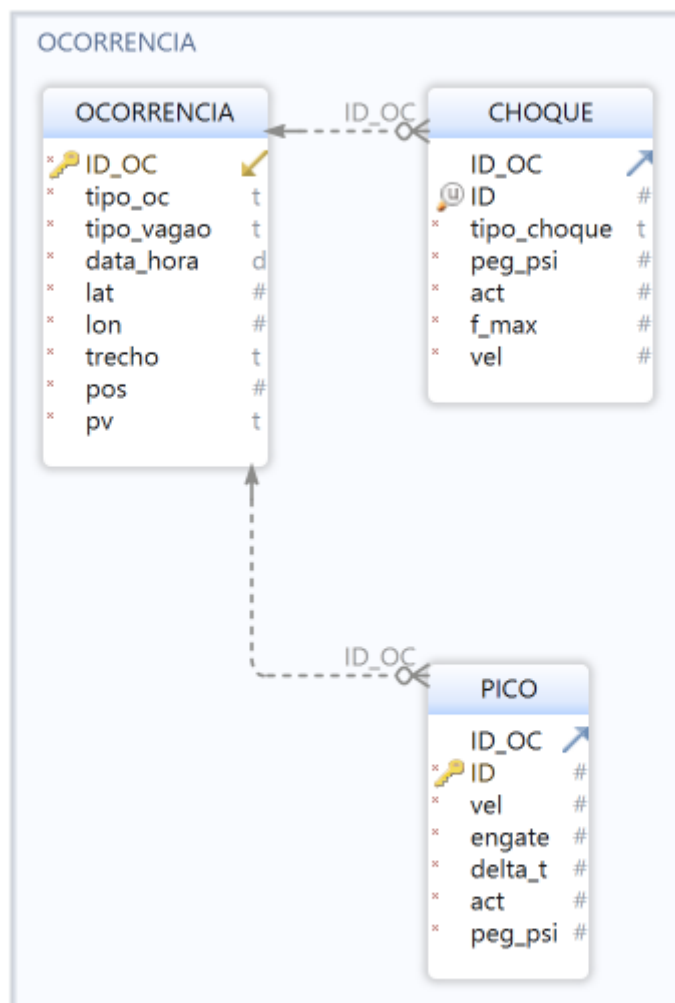 OCORRENCIA
OCORRENCIA
ID_OC
tipo_oc t
tipo_vagao t
data_hora d
lat #
lon #
trecho t
pos #
pv t
ID_OC
CHOQUE
ID_OC
u ID #
tipo_choque t
peg_psi #
act #
f_max #
vel #
ID_OC
PICO
ID_OC
ID #
vel #
engate #
delta_t #
act #
peg_psi #